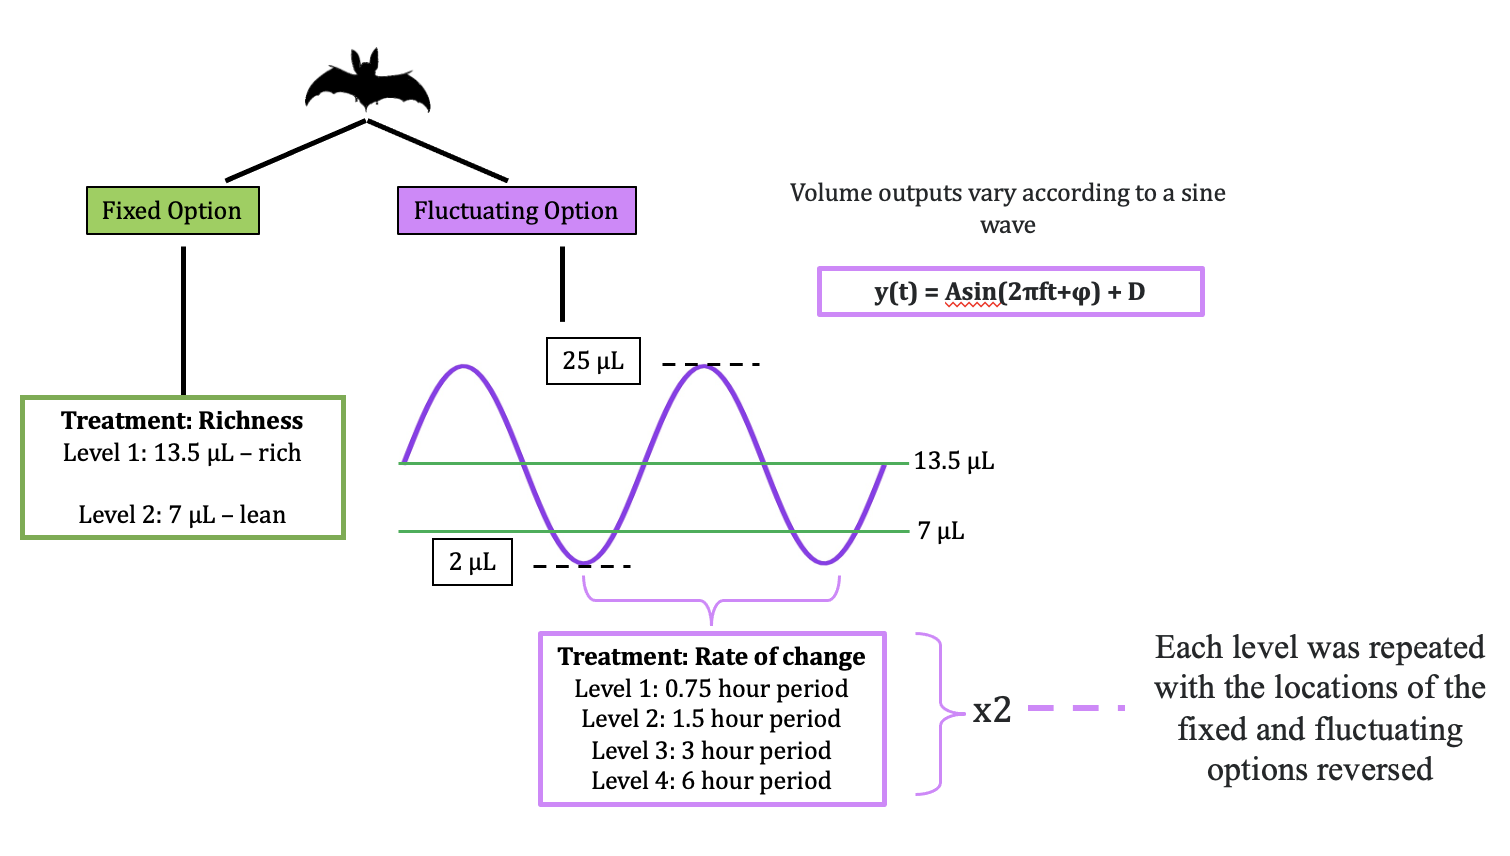 Fixed Option
Fluctuating Option
Volume outputs vary according to a sine
wave
y(t) = Asin(2πft+φ) + D
25 µL
Treatment: Richness
Level 1: 13.5 µL – rich
Level 2: 7 µL – lean
13.5 µL
7 µL
2 µL
Treatment: Rate of change
Level 1: 0.75 hour period
Level 2: 1.5 hour period
Level 3: 3 hour period
Level 4: 6 hour period
x2
Each level was repeated
with the locations of the
fixed and fluctuating
options reversed